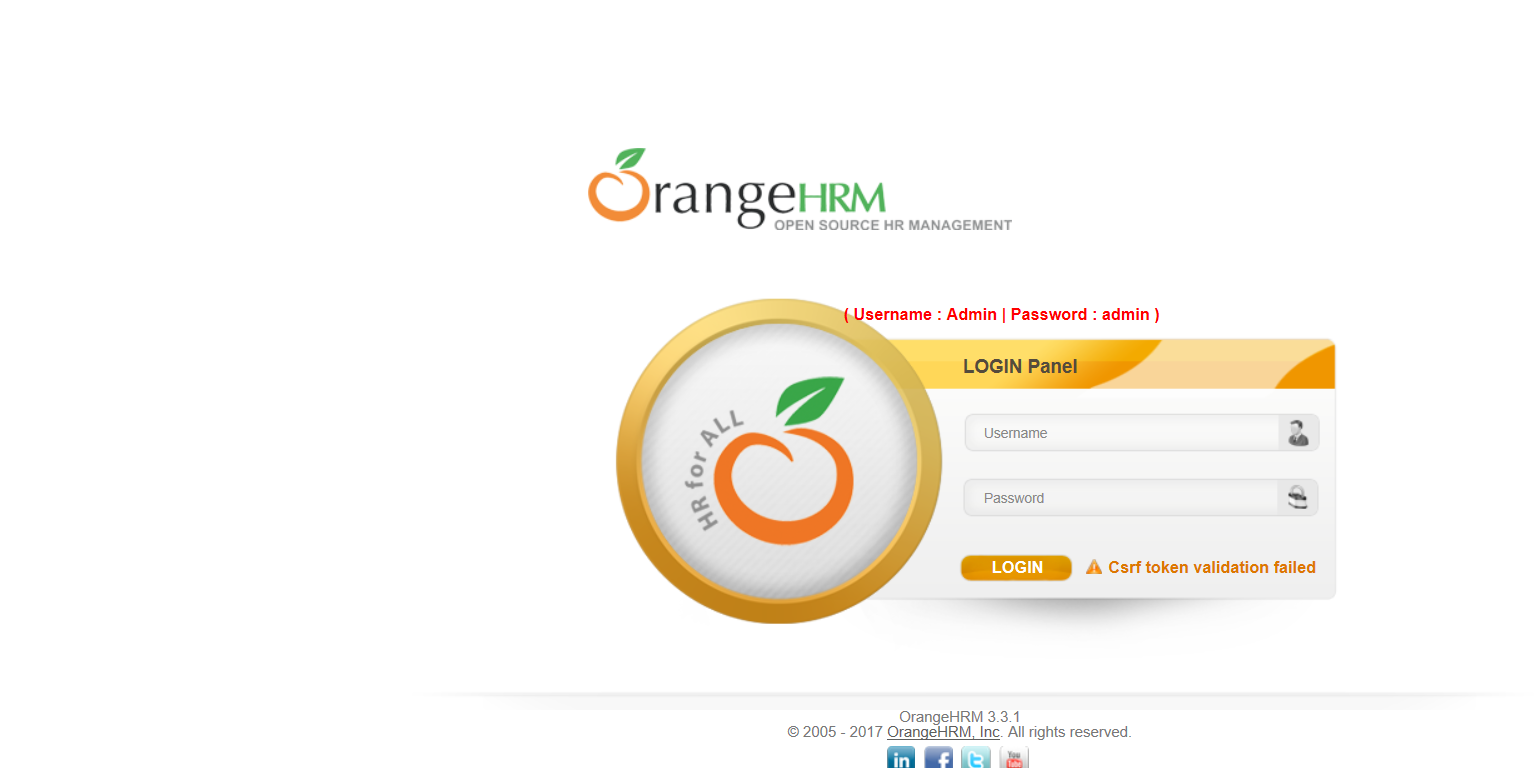 OrangeHRM
OPEN SOURCE HR MANAGEMENT
( Username : Admin | Password : admin )
LOGIN Panel
HR for ALL
Username
Password
LOGIN
Csrf token validation failed
OrangeHRM 3.3.1
© 2005 - 2017 OrangeHRM, Inc. All rights reserved.
in f t You Tube